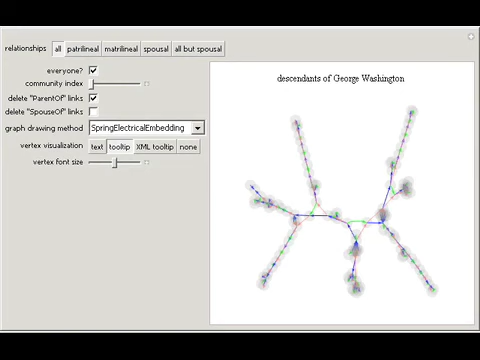 relationships all patrilineal matrilineal spousal all but spousal
everyone?
community index
delete "ParentOf" links
delete "SpouseOf" links
graph drawing method SpringElectricalEmbedding
vertex visualization text tooltip XML tooltip none
vertex font size
descendants of George Washington